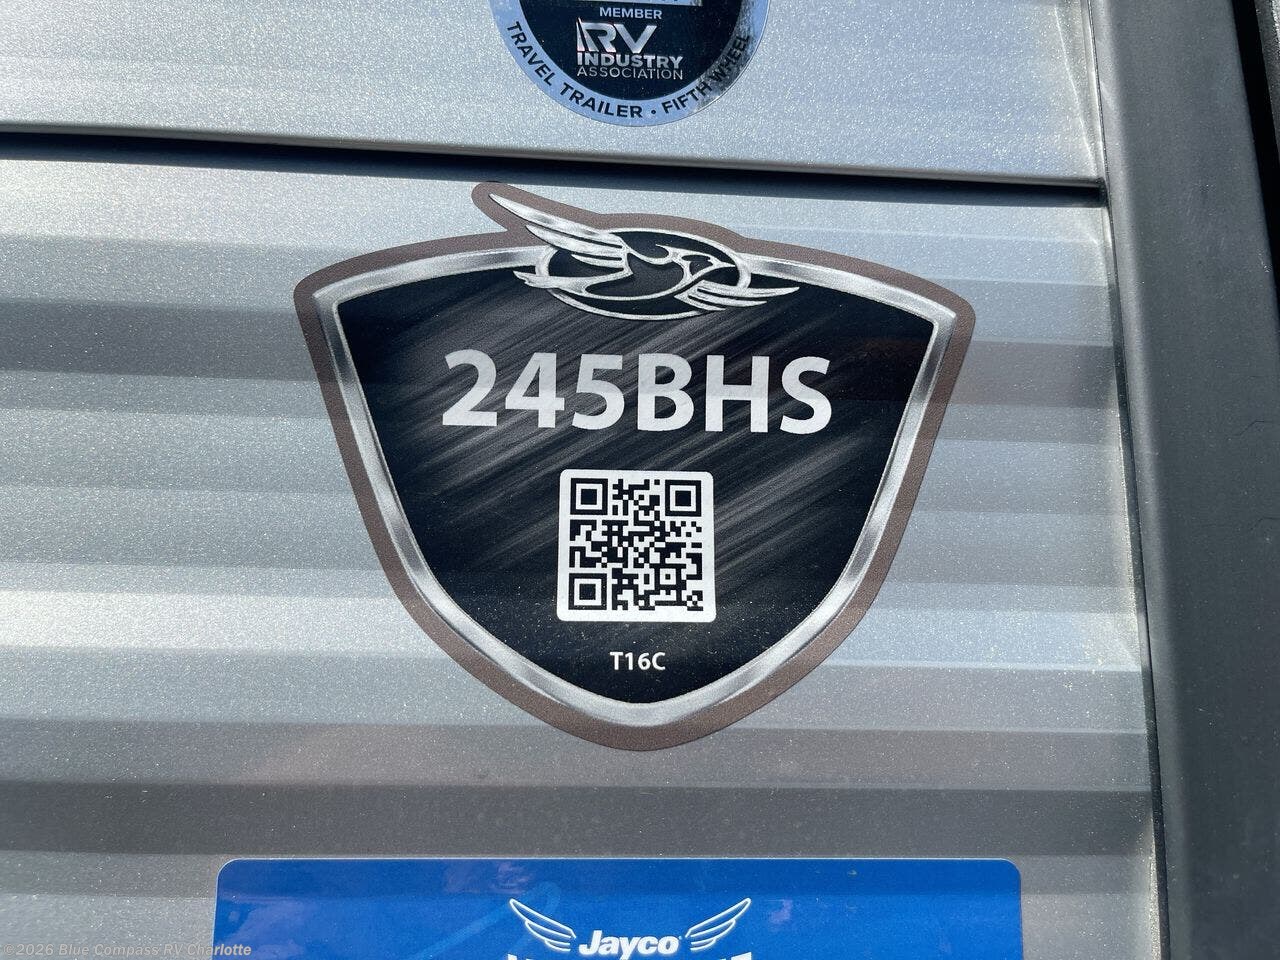 MEMBER
RV
INDUSTRY
ASSOCIATION
TRAVEL TRAILER • FIFTH WHEEL
245BHS
T16C
Jayco
©2026 Blue Compass RV Charlotte